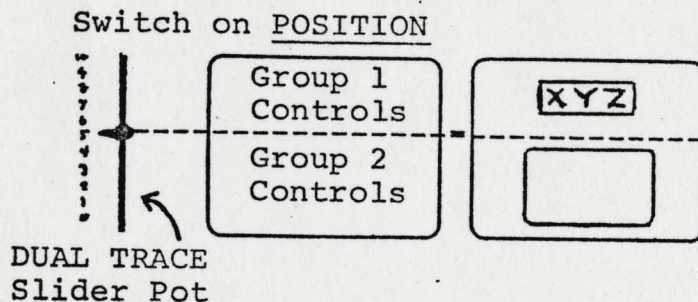 Switch on POSITION
Group 1
Controls
XYZ
Group 2
Controls
DUAL TRACE
Slider Pot